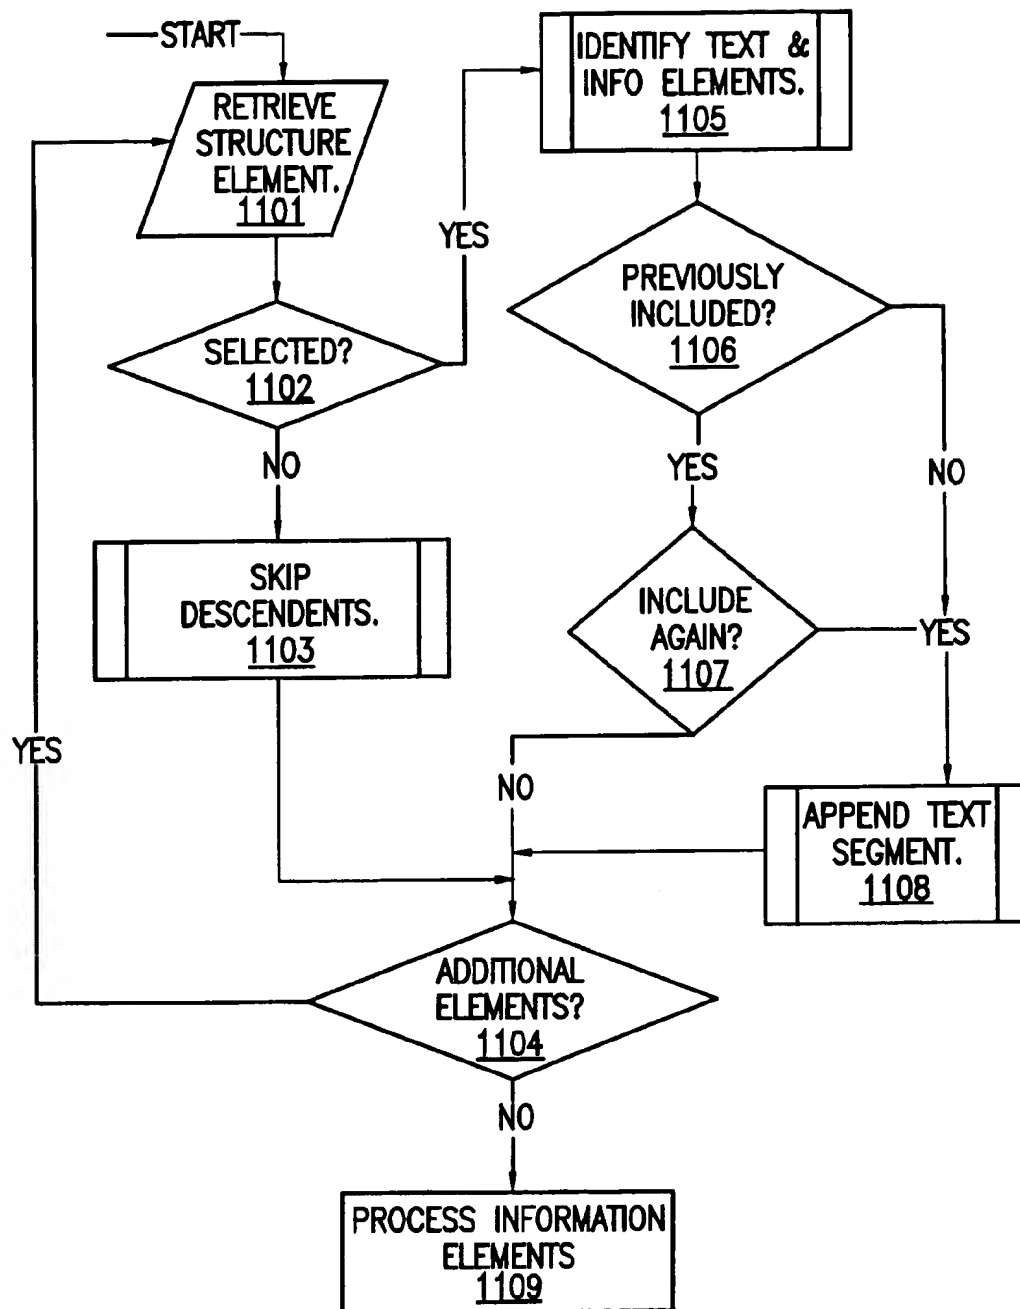 START
RETRIEVE
STRUCTURE
ELEMENT.
1101
SELECTED?
1102
NO
SKIP
DESCENDENTS.
1103
YES
YES
IDENTIFY TEXT &
INFO ELEMENTS.
1105
PREVIOUSLY
INCLUDED?
1106
YES
NO
INCLUDE
AGAIN?
1107
YES
NO
APPEND TEXT
SEGMENT.
1108
ADDITIONAL
ELEMENTS?
1104
NO
PROCESS INFORMATION
ELEMENTS
1109